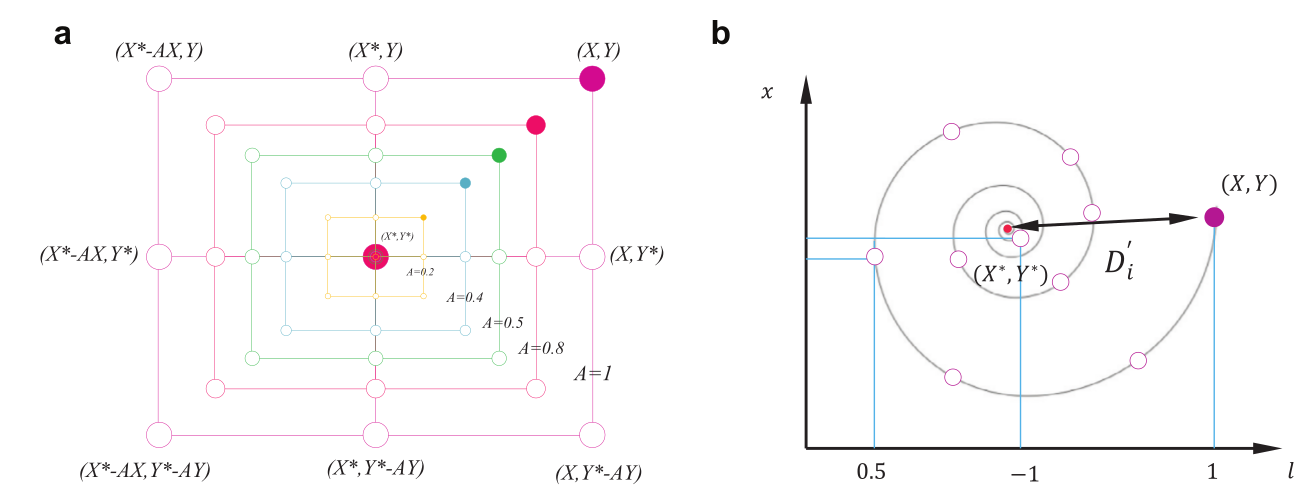 a
(X*-AX,Y)
(X*,Y)
(X,Y)
(X*,Y*)
(X*-AX,Y*)
(X,Y*)
A=0.2
A=0.4
A=0.5
A=0.8
A=1
(X*-AX,Y*-AY)
(X*,Y*-AY)
(X,Y*-AY)
b
x
(X,Y)
(X*,Y*)
D'i
0.5
−1
1
l